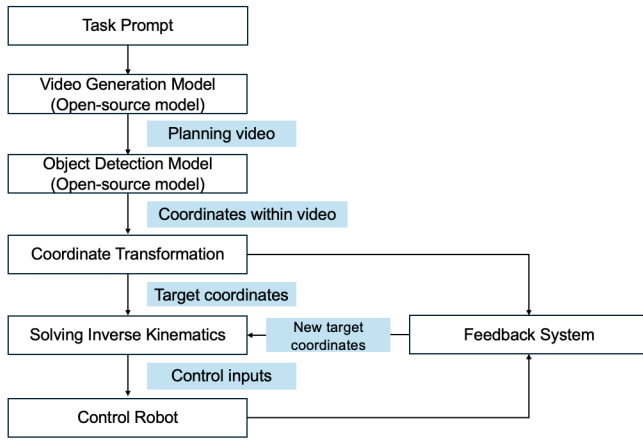 Task Prompt
Video Generation Model
(Open-source model)
Planning video
Object Detection Model
(Open-source model)
Coordinates within video
Coordinate Transformation
Target coordinates
Solving Inverse Kinematics
New target
coordinates
Feedback System
Control inputs
Control Robot